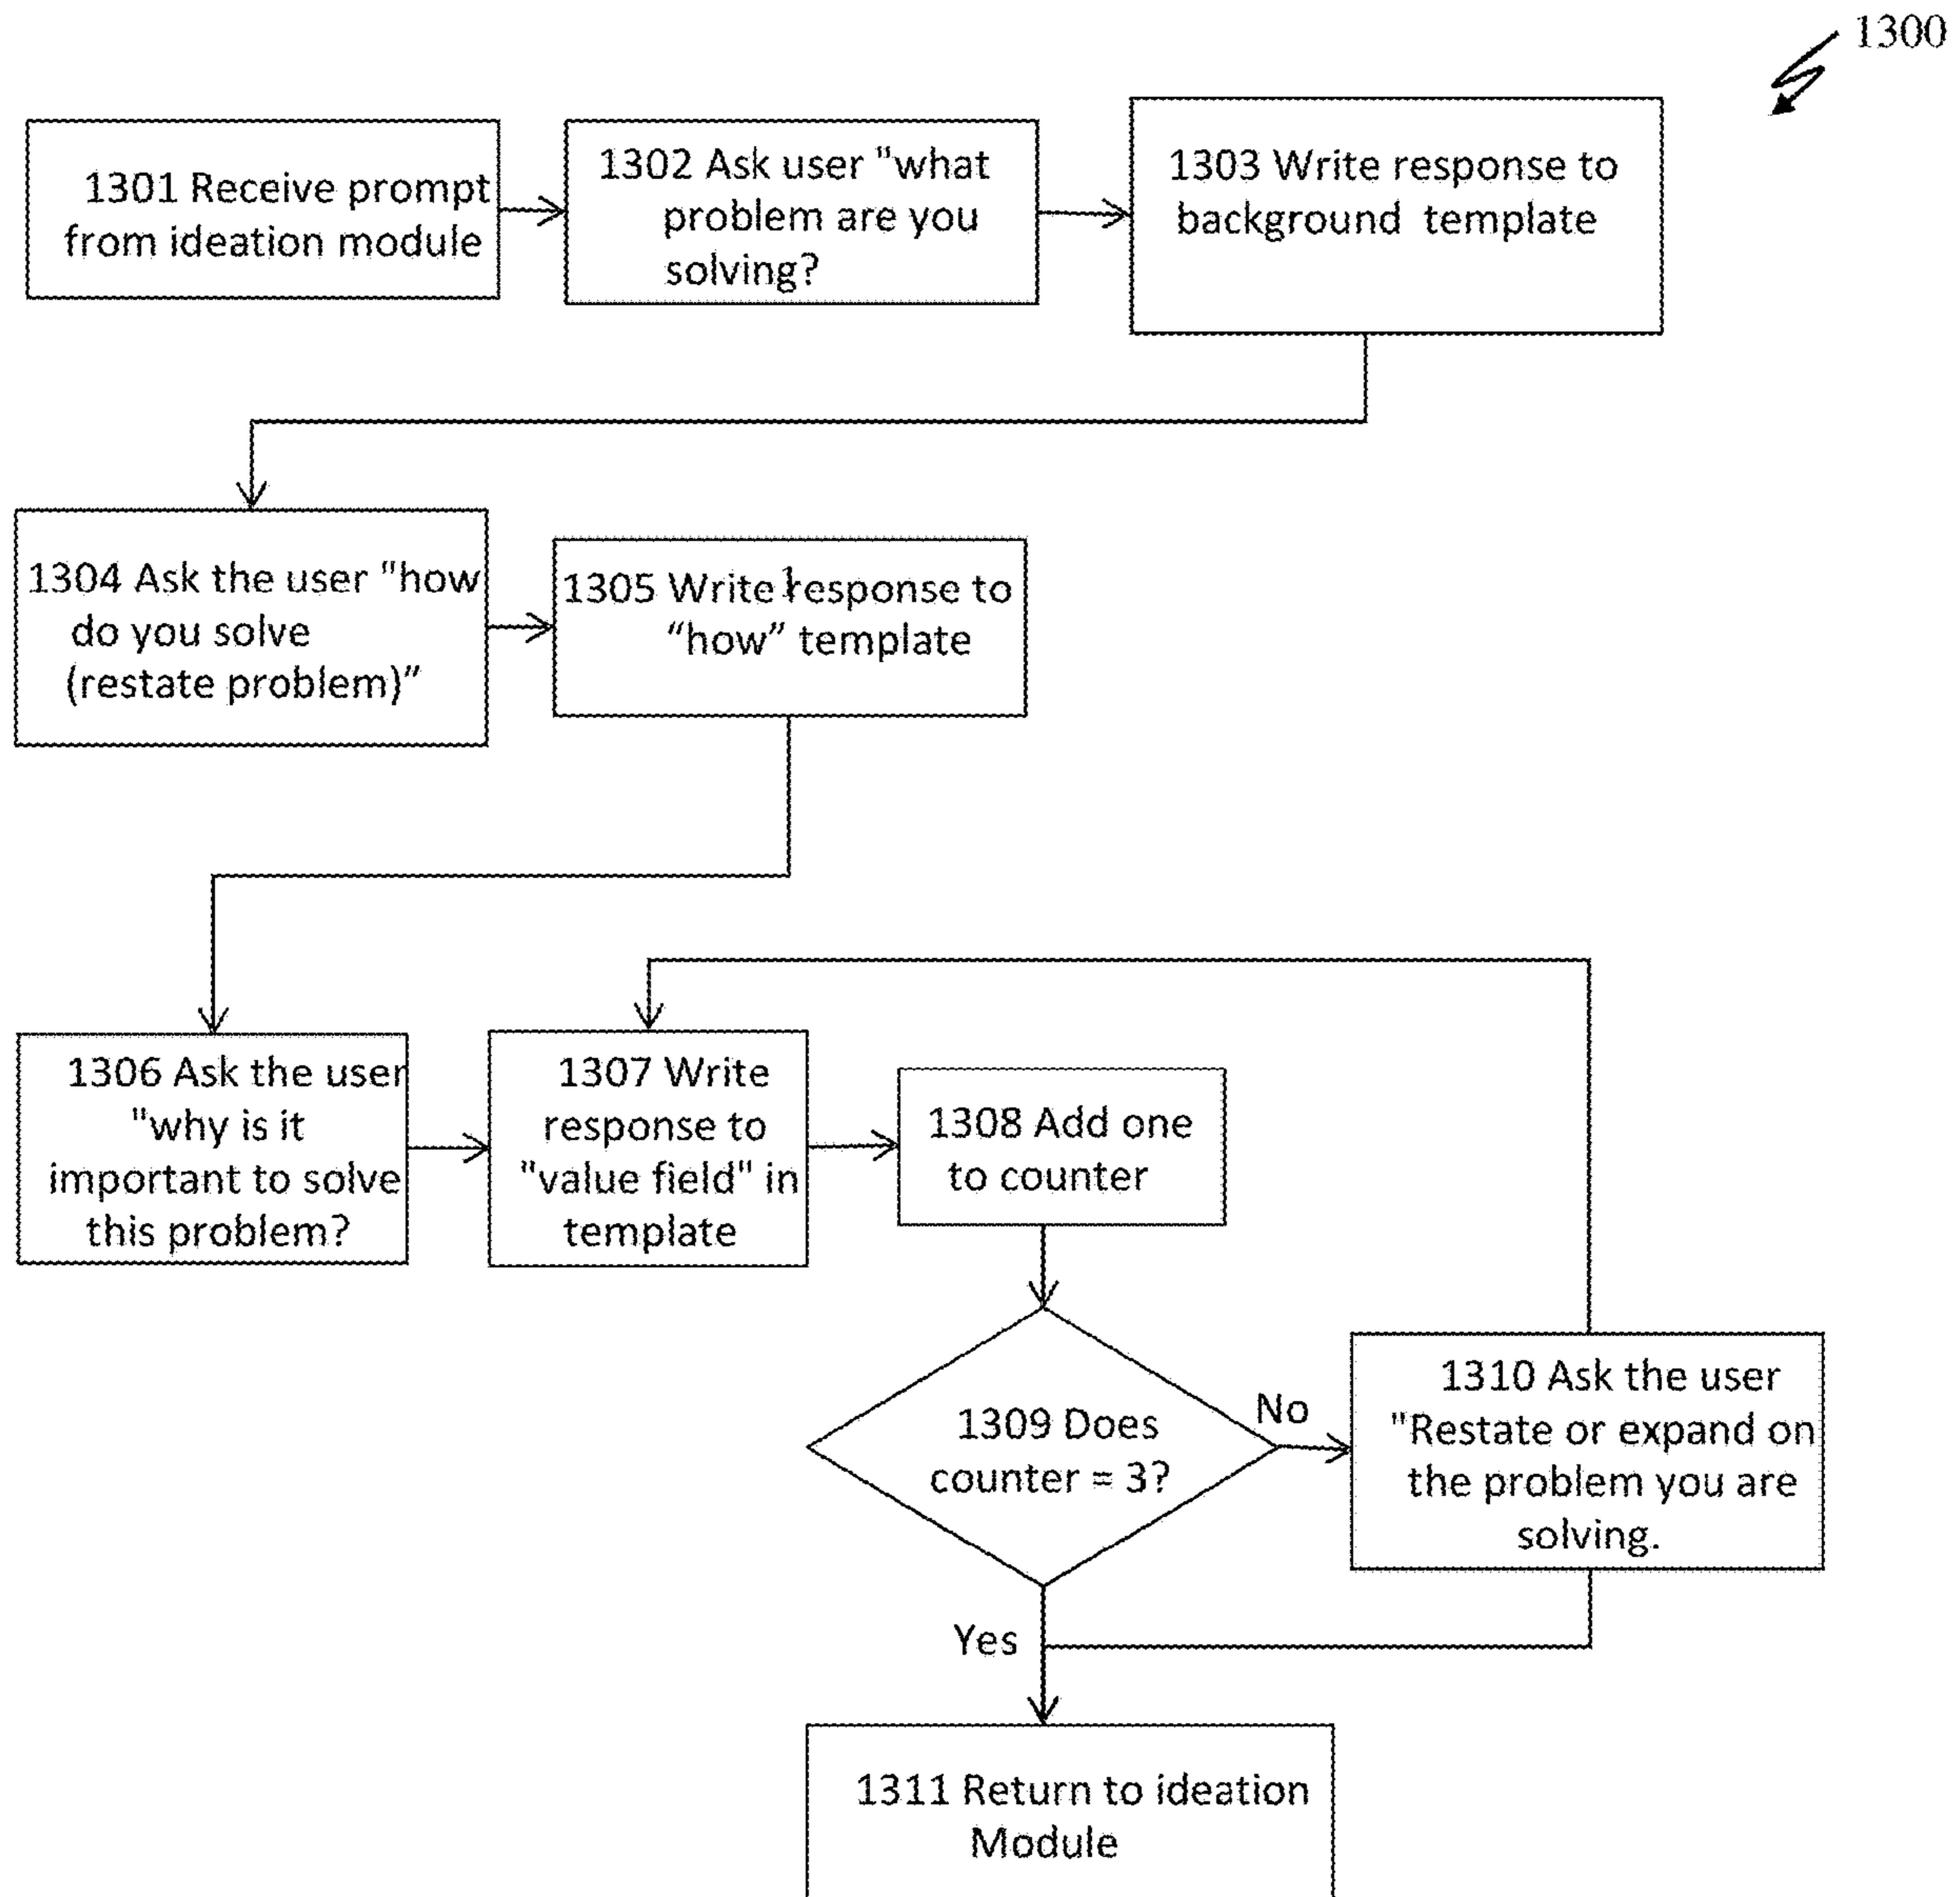 1300
1301 Receive prompt
from ideation module
1302 Ask user "what
problem are you
solving?
1303 Write response to
background template
1304 Ask the user "how
do you solve
(restate problem)”
1305 Write response to
“how” template
1306 Ask the user
"why is it
important to solve
this problem?
1307 Write
response to
"value field" in
template
1308 Add one
to counter
1309 Does
counter = 3?
No
1310 Ask the user
"Restate or expand on
the problem you are
solving.
Yes
1311 Return to ideation
Module